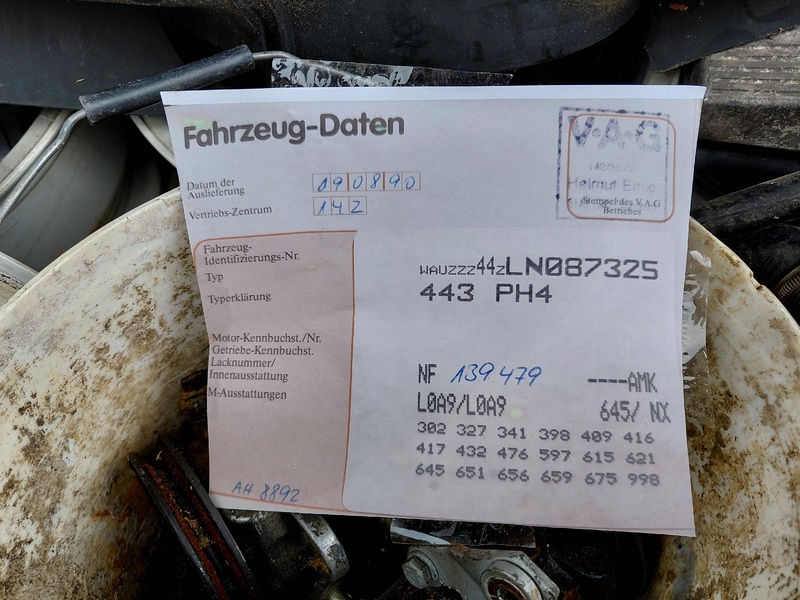 Fahrzeug-Daten
V·A·G
Helmut Emig
Stempel des V.A.G
Betriebes
Datum der
Auslieferung
190890
Vertriebs-Zentrum
142
Fahrzeug-
Identifizierungs-Nr.
WAUZZZ44ZLN087325
Typ
443 PH4
Typerklärung
Motor-Kennbuchst./Nr.
NF 139479
Getriebe-Kennbuchst.
----AMK
Lacknummer/
Innenausstattung
L0A9/L0A9
645/ NX
M-Ausstattungen
302 327 341 398 409 416
417 432 476 597 615 621
645 651 656 659 675 998
AH 8892